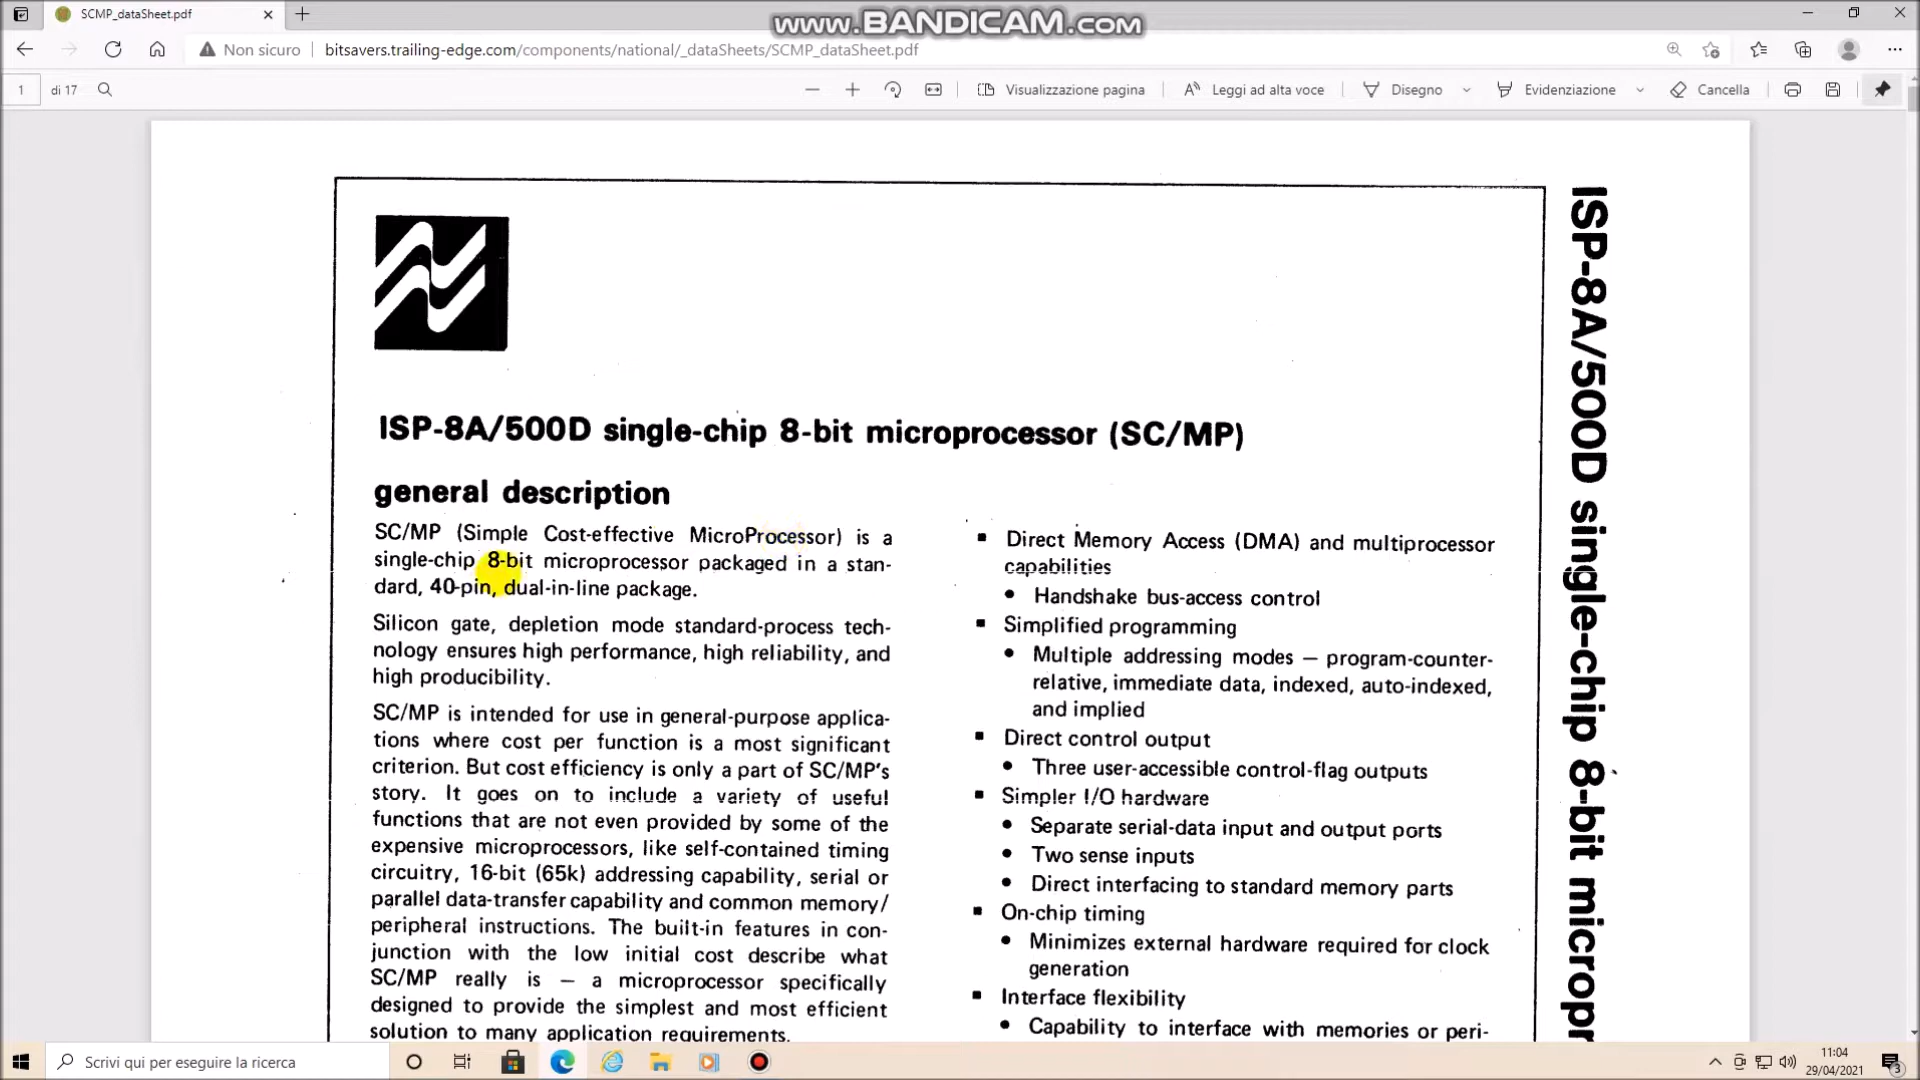 SCMP_dataSheet.pdf
www.BANDICAM.com
Non sicuro
bitsavers.trailing-edge.com/components/national/_dataSheets/SCMP_dataSheet.pdf
1 di 17
Visualizzazione pagina
Leggi ad alta voce
Disegno
Evidenziazione
Cancella
ISP-8A/500D single-chip 8-bit microprocessor (SC/MP)
general description
SC/MP (Simple Cost-effective MicroProcessor) is a
single-chip 8-bit microprocessor packaged in a stan-
dard, 40-pin, dual-in-line package.
Silicon gate, depletion mode standard-process tech-
nology ensures high performance, high reliability, and
high producibility.
SC/MP is intended for use in general-purpose applica-
tions where cost per function is a most significant
criterion. But cost efficiency is only a part of SC/MP's
story. It goes on to include a variety of useful
functions that are not even provided by some of the
expensive microprocessors, like self-contained timing
circuitry, 16-bit (65k) addressing capability, serial or
parallel data-transfer capability and common memory/
peripheral instructions. The built-in features in con-
junction with the low initial cost describe what
SC/MP really is — a microprocessor specifically
designed to provide the simplest and most efficient
solution to many application requirements.
▪ Direct Memory Access (DMA) and multiprocessor
capabilities
• Handshake bus-access control
▪ Simplified programming
• Multiple addressing modes — program-counter-
relative, immediate data, indexed, auto-indexed,
and implied
▪ Direct control output
• Three user-accessible control-flag outputs
▪ Simpler I/O hardware
• Separate serial-data input and output ports
• Two sense inputs
• Direct interfacing to standard memory parts
▪ On-chip timing
• Minimizes external hardware required for clock
generation
▪ Interface flexibility
• Capability to interface with memories or peri-
ISP-8A/500D single-chip 8-bit micropr
Scrivi qui per eseguire la ricerca
11:04
29/04/2021
3